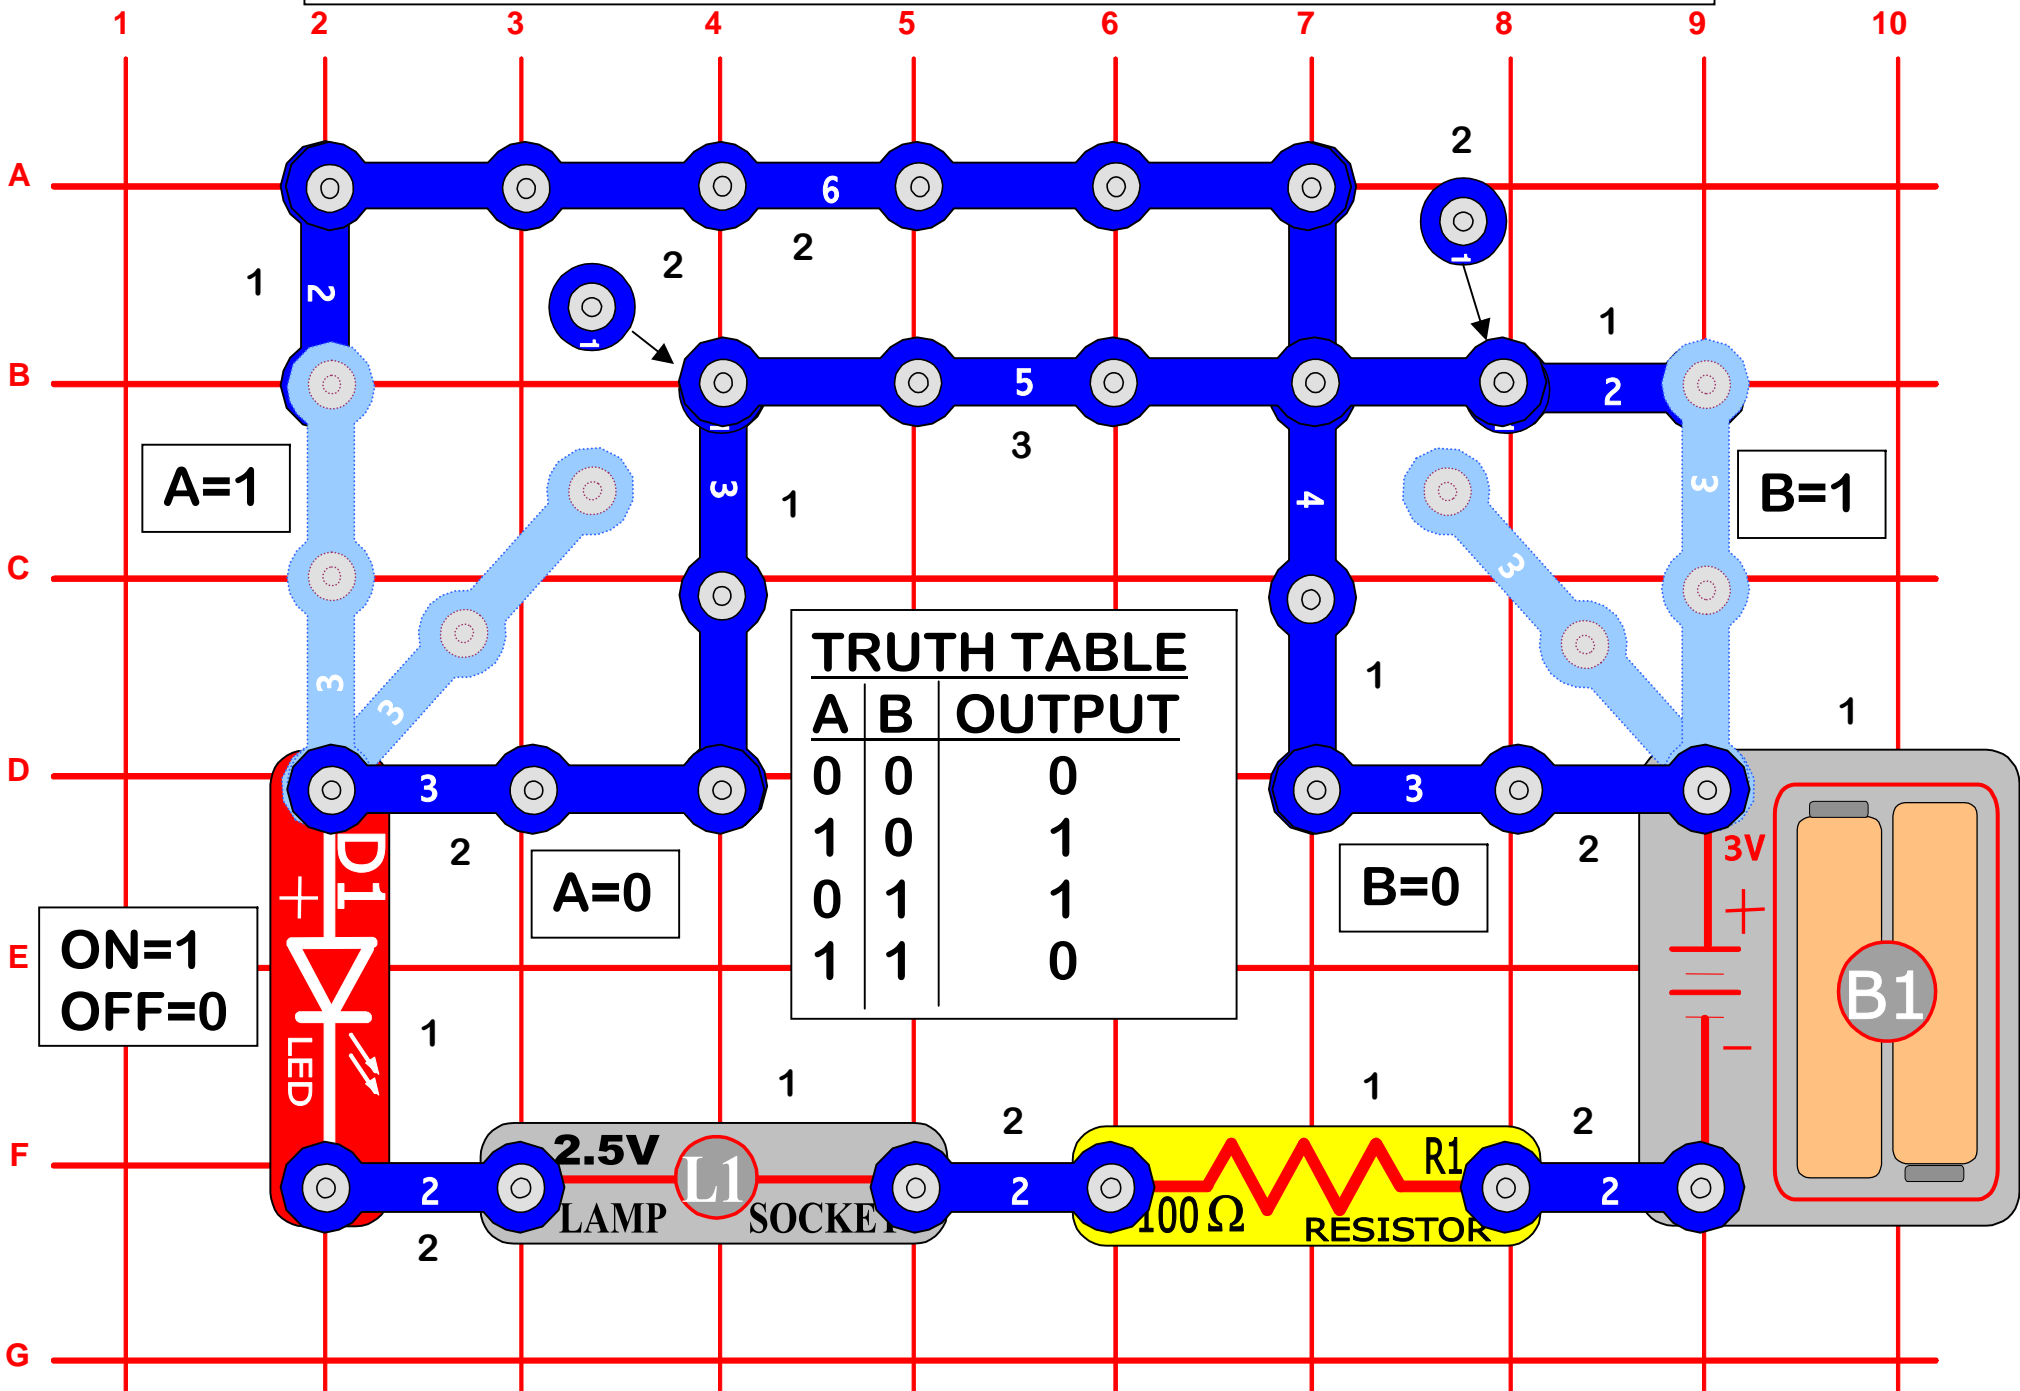 1 2 3 4 5 6 7 8 9 10
2
A
6
2
2
1
2
1
1
1
B
5
2
3
A=1
3
1
4
3
B=1
C
3
TRUTH TABLE
1
3
3
A B OUTPUT
1
D
3
0 0 0
3
2
1 0 1
2
3V
D1
+
A=0
0 1 1
B=0
+
ON=1
OFF=0
E
1 1 0
B1
1
LED
-
1
1
2
2
F
2.5V
L1
R1
2
2
2
LAMP SOCKET
100 Ω
RESISTOR
2
G